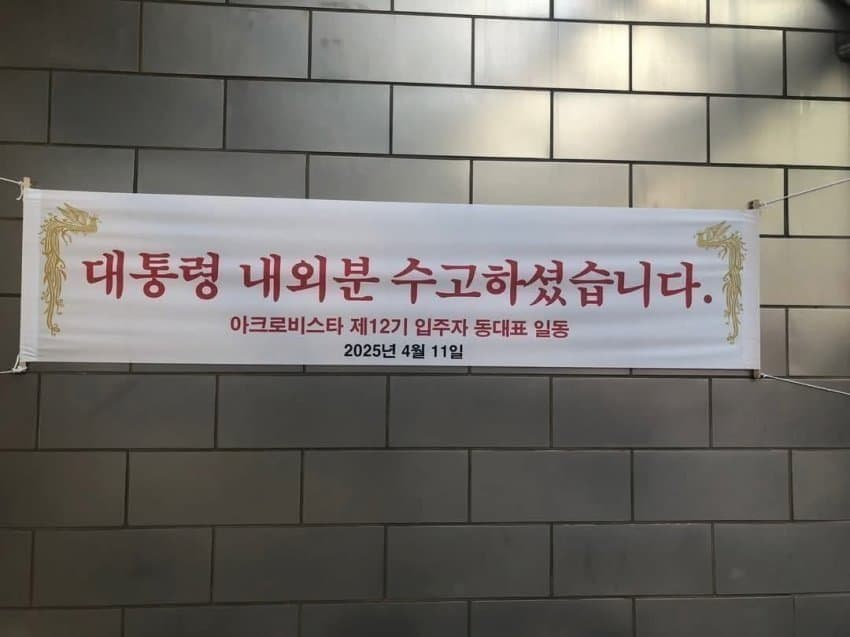 대통령 내외분 수고하셨습니다.
아크로비스타 제12기 입주자 동대표 일동
2025년 4월 11일